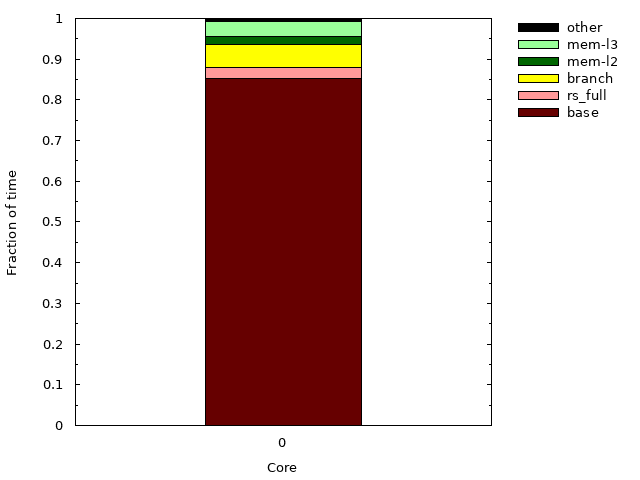 1
0.9
0.8
0.7
0.6
0.5
0.4
0.3
0.2
0.1
0
Fraction of time
0
Core
other
mem-l3
mem-l2
branch
rs_full
base